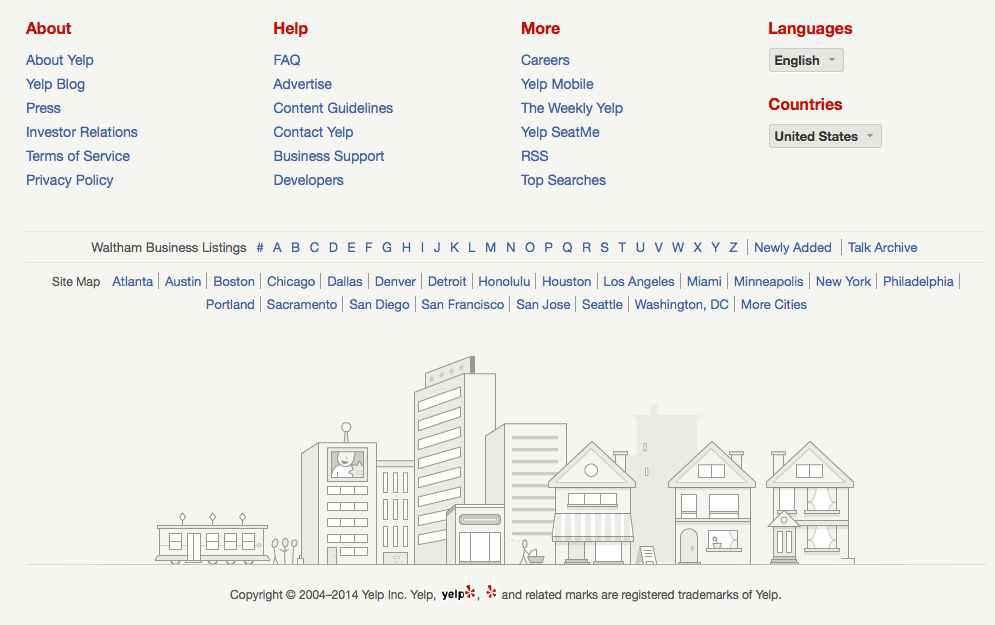 About
About Yelp
Yelp Blog
Press
Investor Relations
Terms of Service
Privacy Policy
Help
FAQ
Advertise
Content Guidelines
Contact Yelp
Business Support
Developers
More
Careers
Yelp Mobile
The Weekly Yelp
Yelp SeatMe
RSS
Top Searches
Languages
English
Countries
United States
Waltham Business Listings # A B C D E F G H I J K L M N O P Q R S T U V W X Y Z | Newly Added | Talk Archive
Site Map Atlanta | Austin | Boston | Chicago | Dallas | Denver | Detroit | Honolulu | Houston | Los Angeles | Miami | Minneapolis | New York | Philadelphia |
Portland | Sacramento | San Diego | San Francisco | San Jose | Seattle | Washington, DC | More Cities
Copyright © 2004–2014 Yelp Inc. Yelp, yelp, and related marks are registered trademarks of Yelp.